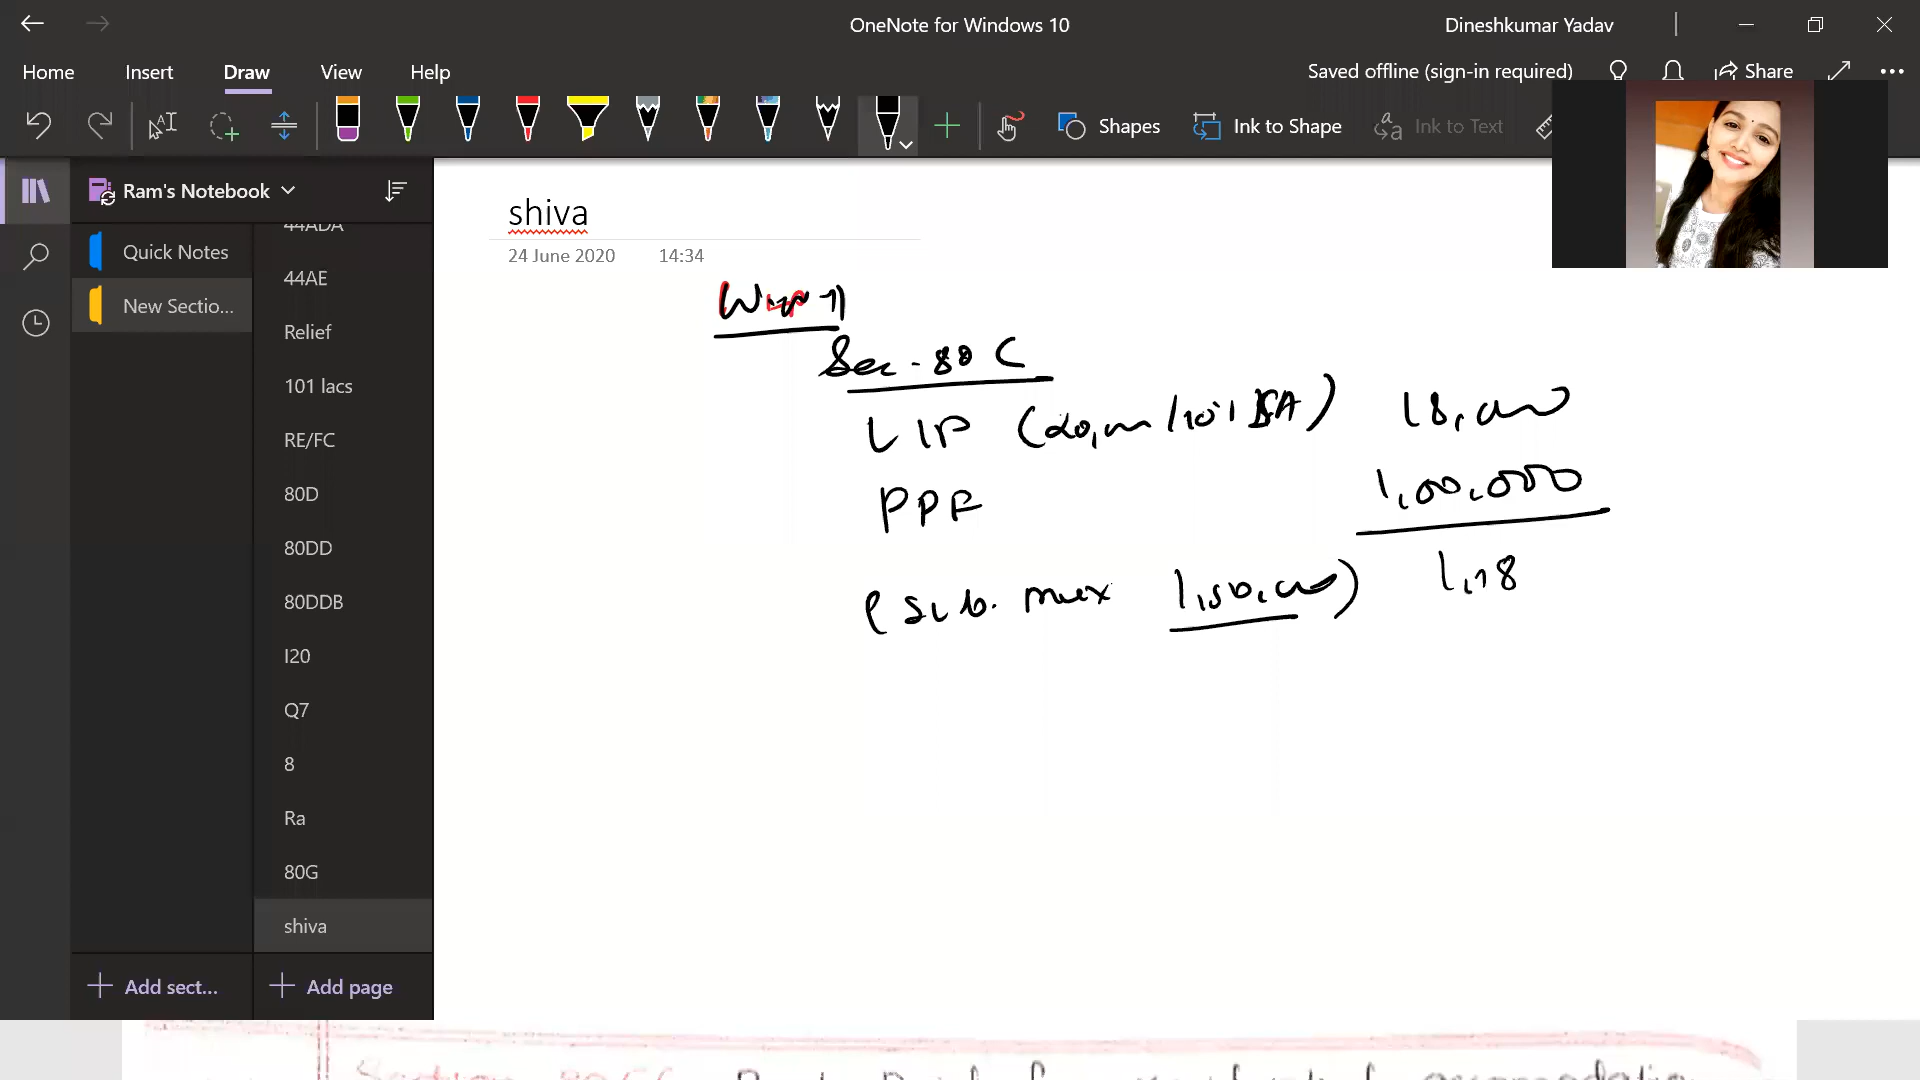 OneNote for Windows 10
Dineshkumar Yadav
Home Insert Draw View Help
Saved offline (sign-in required) Share
Shapes Ink to Shape Ink to Text
Ram's Notebook
Quick Notes
New Sectio...
44ADA
44AE
Relief
101 lacs
RE/FC
80D
80DD
80DDB
I20
Q7
8
Ra
80G
shiva
Add sect...
Add page
shiva
24 June 2020 14:34
Sec-80 C
LIP 18,000
PPF 1,00,000
(Sub. max 1,50,000) 1,18